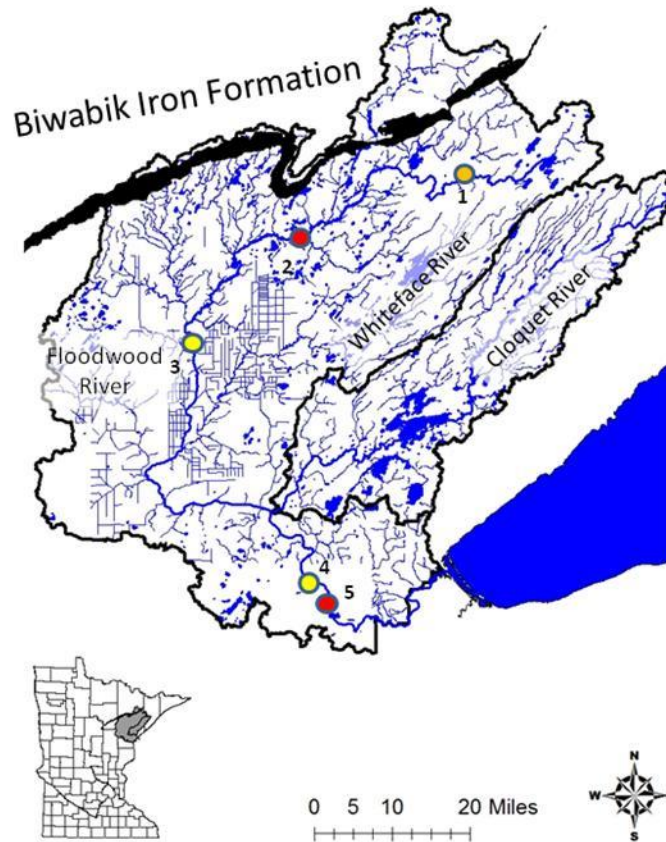 Biwabik Iron Formation
1
2
Whiteface River
Cloquet River
3
Floodwood
River
4
5
N
W E
S
0 5 10 20 Miles